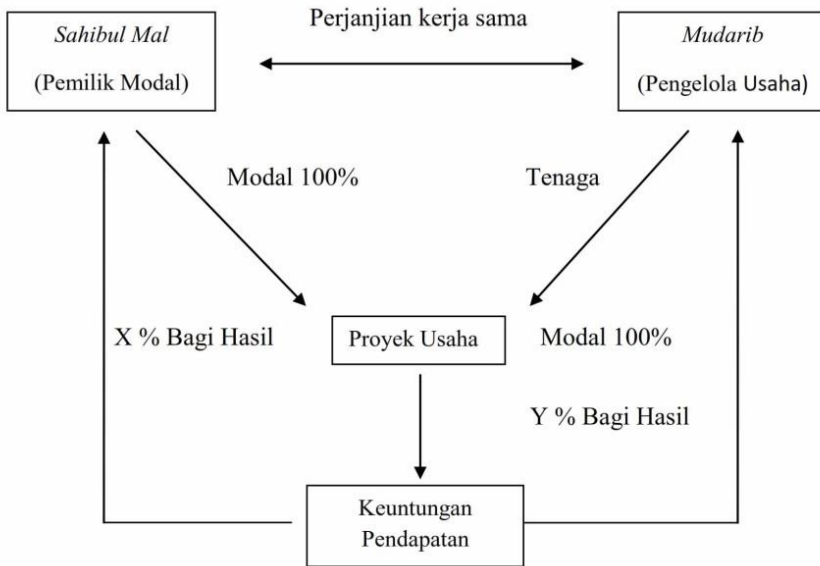 Perjanjian kerja sama
Sahibul Mal
(Pemilik Modal)
Mudarib
(Pengelola Usaha)
Modal 100%
Tenaga
X % Bagi Hasil
Proyek Usaha
Modal 100%
Y % Bagi Hasil
Keuntungan
Pendapatan